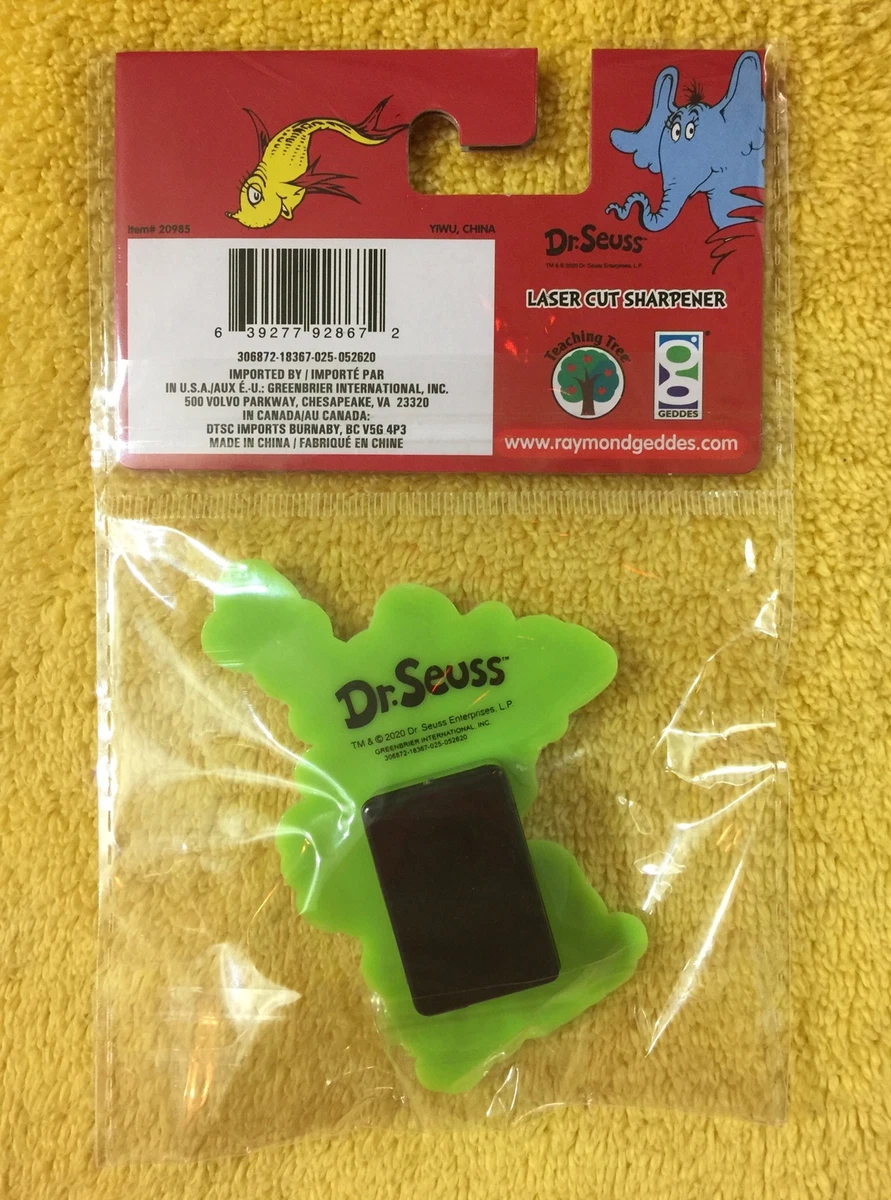 Item# 20985
YIWU, CHINA
6 39277 92867 2
306872-18367-025-052620
IMPORTED BY / IMPORTÉ PAR
IN U.S.A./AUX É.-U.: GREENBRIER INTERNATIONAL, INC.
500 VOLVO PARKWAY, CHESAPEAKE, VA 23320
IN CANADA/AU CANADA:
DTSC IMPORTS BURNABY, BC V5G 4P3
MADE IN CHINA / FABRIQUÉ EN CHINE
Dr. Seuss™
TM & © 2020 Dr. Seuss Enterprises, L.P.
LASER CUT SHARPENER
Teaching Tree®
gg®
GEDDES
www.raymondgeddes.com
Dr. Seuss™
TM & © 2020 Dr. Seuss Enterprises, L.P.
GREENBRIER INTERNATIONAL, INC.
306872-18367-025-052620